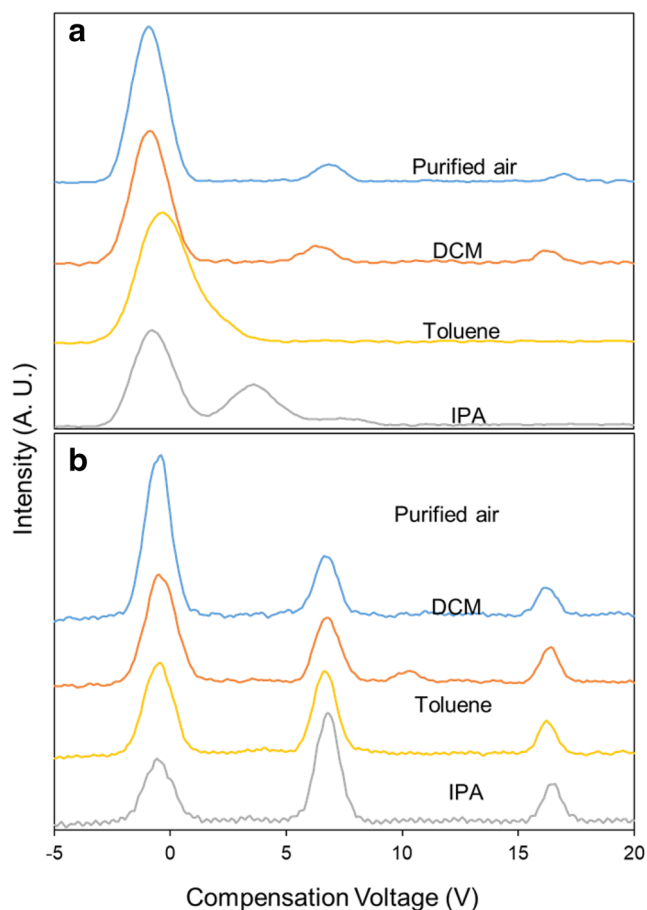 a
Purified air
DCM
Toluene
IPA
b
Purified air
DCM
Toluene
IPA
Intensity (A. U.)
-5 0 5 10 15 20
Compensation Voltage (V)